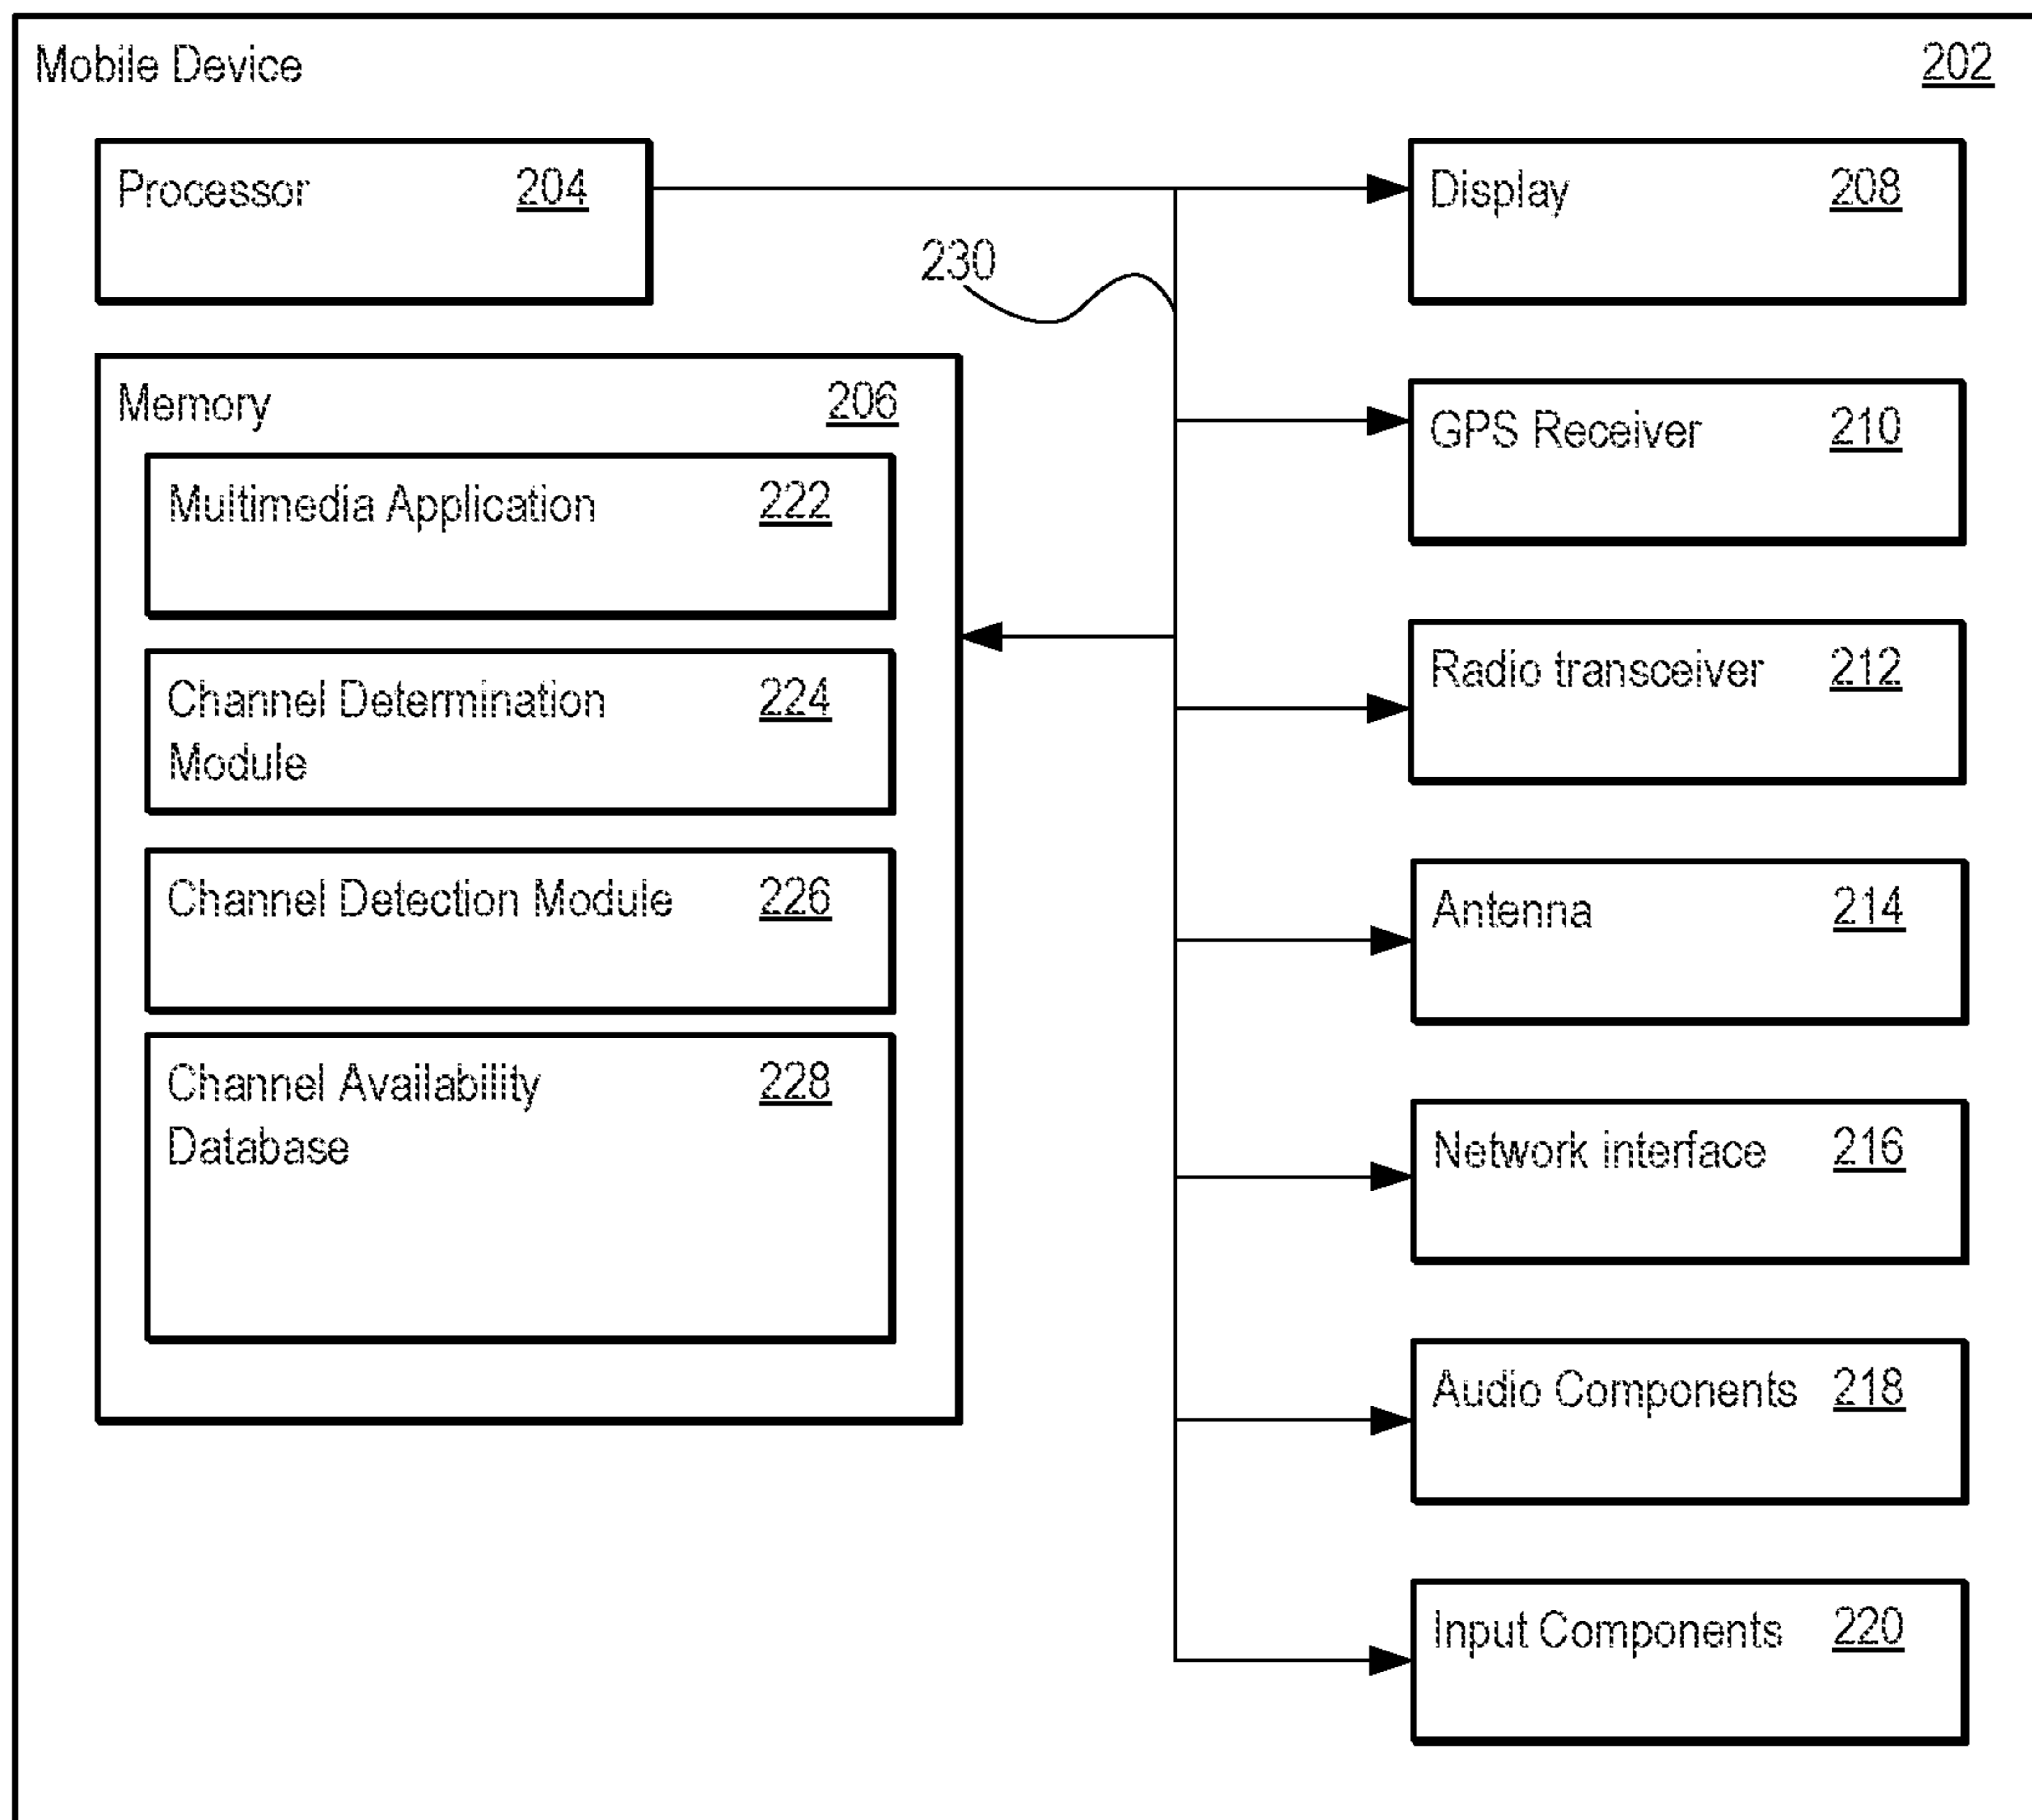 Mobile Device 202
Processor 204
Display 208
230
Memory 206
GPS Receiver 210
Multimedia Application 222
Radio transceiver 212
Channel Determination 224
Module
Channel Detection Module 226
Antenna 214
Channel Availability 228
Database
Network interface 216
Audio Components 218
Input Components 220